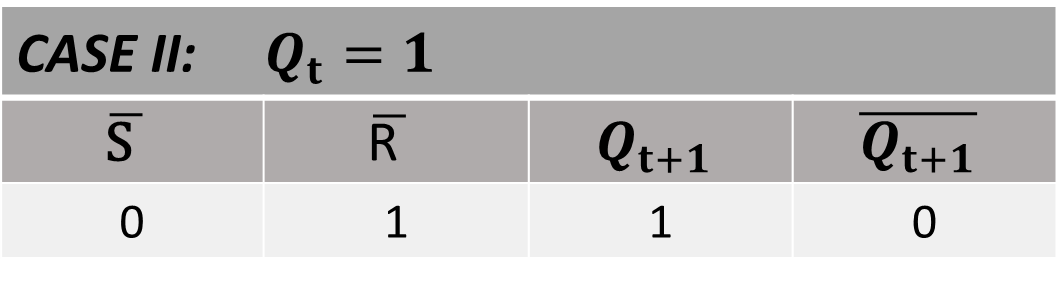 CASE II: Qt = 1
S̅ R̅ Qt+1 Q̅t̅+̅1̅
0 1 1 0